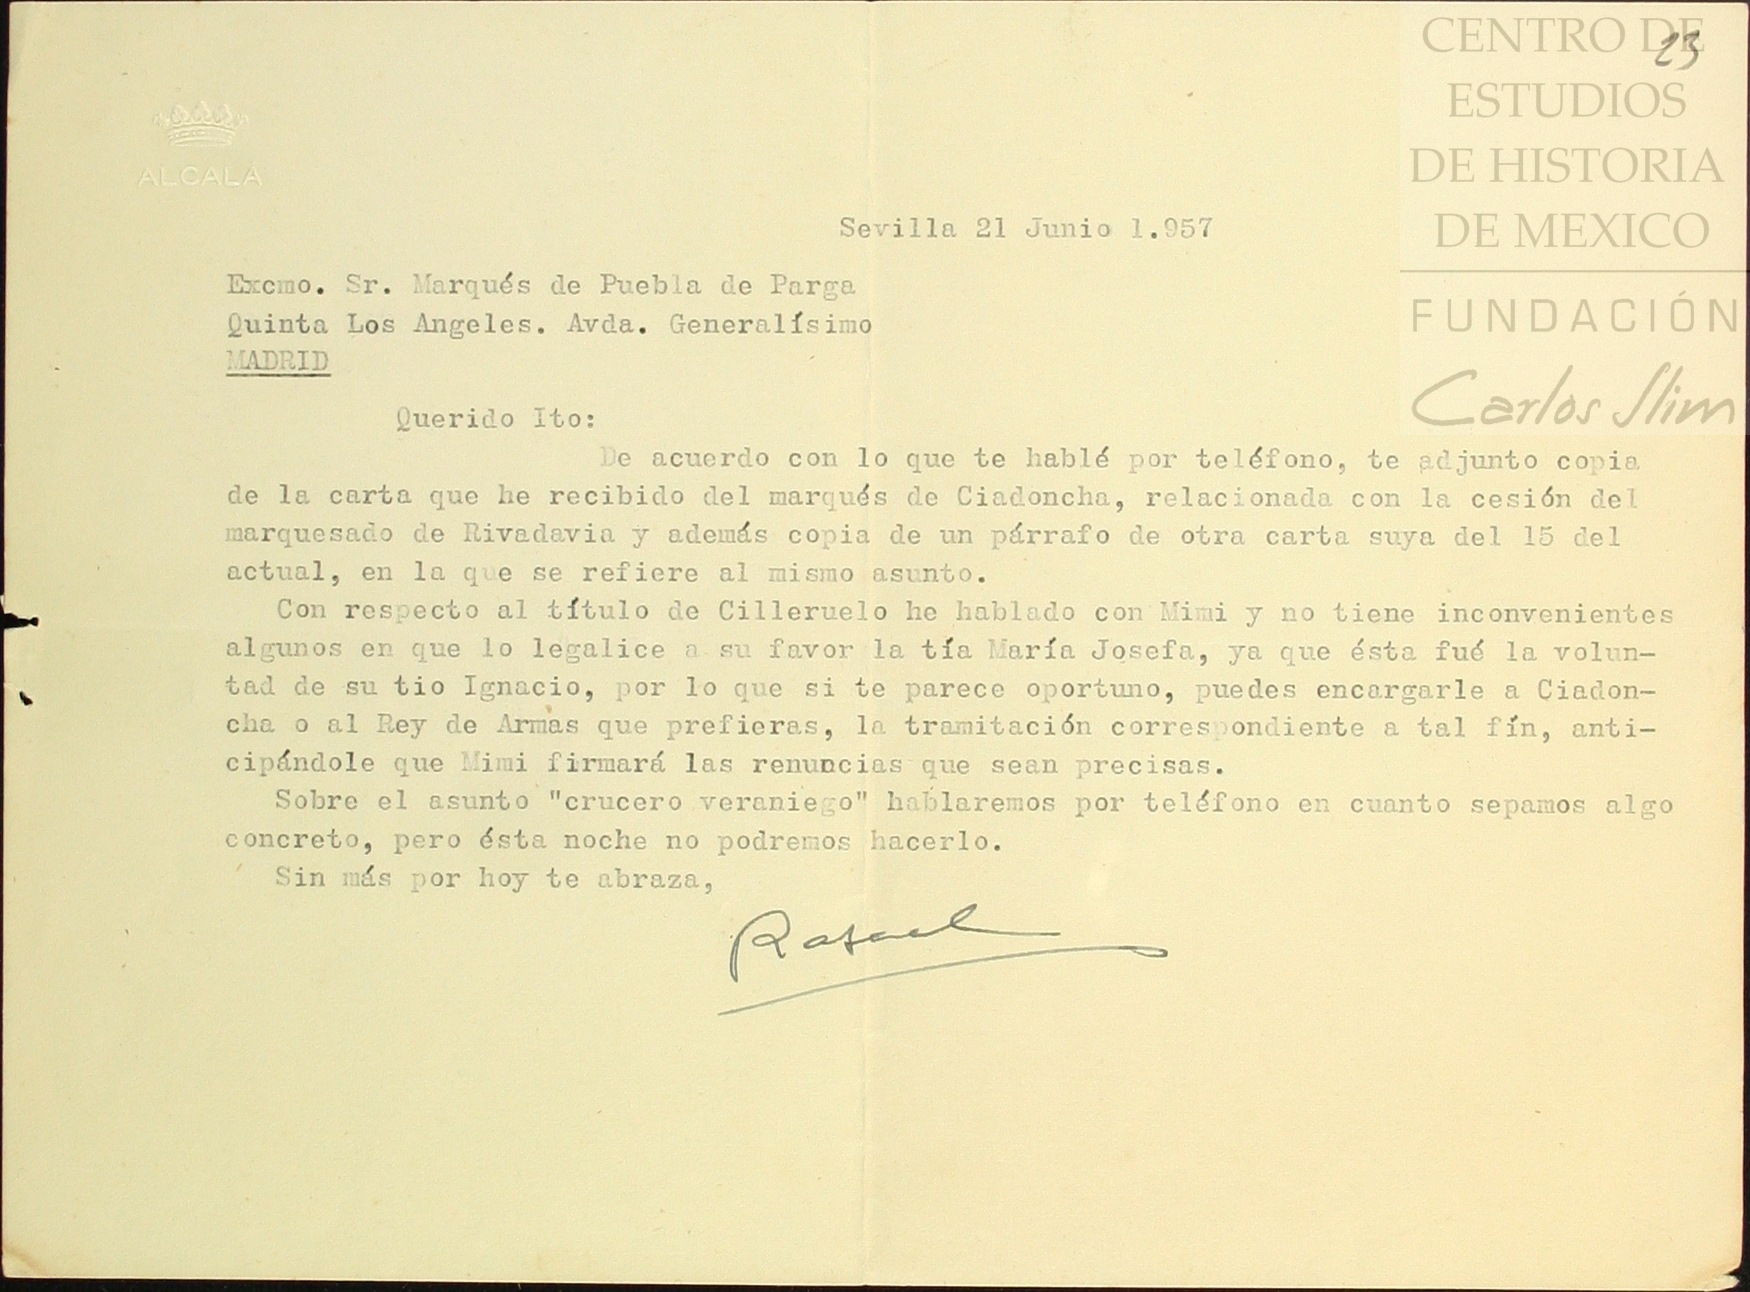 CENTRO DE
ESTUDIOS
DE HISTORIA
DE MEXICO
FUNDACIÓN
Carlos Slim
23
ALCALÁ
Sevilla 21 Junio 1.957
Excmo. Sr. Marqués de Puebla de Parga
Quinta Los Angeles. Avda. Generalísimo
MADRID
Querido Ito:
De acuerdo con lo que te hablé por teléfono, te adjunto copia
de la carta que he recibido del marqués de Ciadoncha, relacionada con la cesión del
marquesado de Rivadavia y además copia de un párrafo de otra carta suya del 15 del
actual, en la que se refiere al mismo asunto.
Con respecto al título de Cilleruelo he hablado con Mimi y no tiene inconvenientes
algunos en que lo legalice a su favor la tía María Josefa, ya que ésta fué la volun-
tad de su tio Ignacio, por lo que si te parece oportuno, puedes encargarle a Ciadon-
cha o al Rey de Armas que prefieras, la tramitación correspondiente a tal fín, anti-
cipándole que Mimi firmará las renuncias que sean precisas.
Sobre el asunto "crucero veraniego" hablaremos por teléfono en cuanto sepamos algo
concreto, pero ésta noche no podremos hacerlo.
Sin más por hoy te abraza,
Rafael